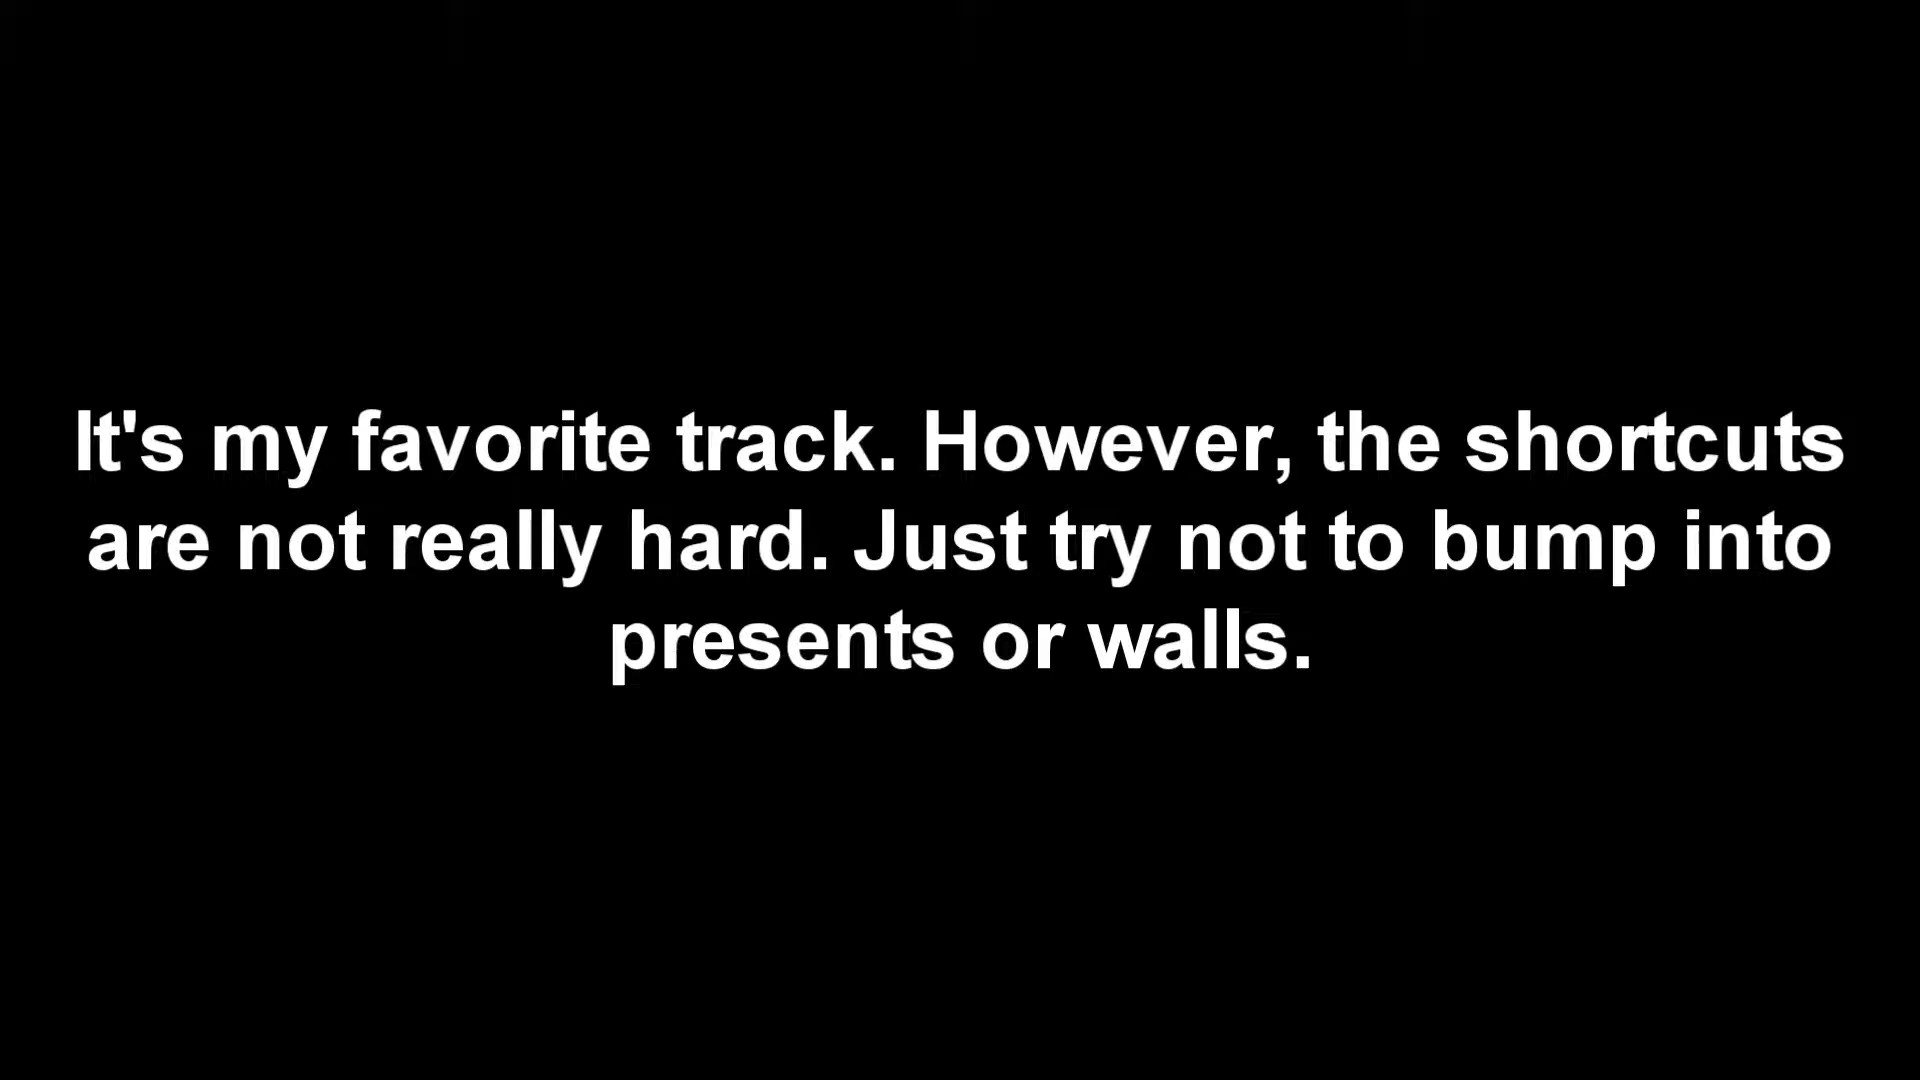 It's my favorite track. However, the shortcuts
are not really hard. Just try not to bump into
presents or walls.